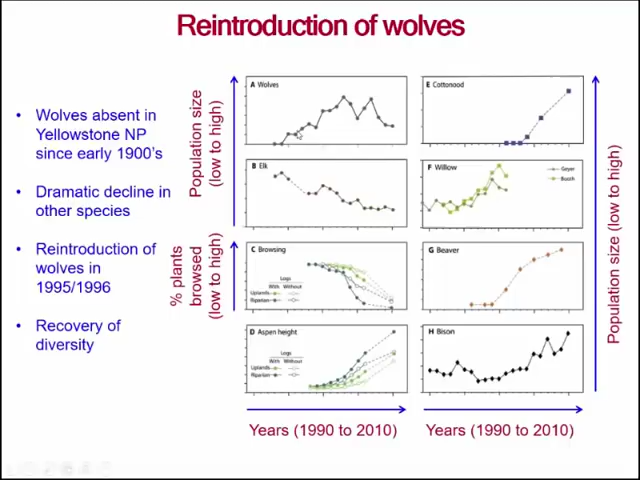 Reintroduction of wolves
• Wolves absent in
Yellowstone NP
since early 1900's
• Dramatic decline in
other species
• Reintroduction of
wolves in
1995/1996
• Recovery of
diversity
Population size
(low to high)
% plants
browsed
(low to high)
A Wolves
B Elk
C Browsing
Logs
With Without
Uplands
Riparian
D Aspen height
Logs
With Without
Uplands
Riparian
Years (1990 to 2010)
E Cottonood
F Willow
Geyer
Booth
G Beaver
H Bison
Years (1990 to 2010)
Population size (low to high)